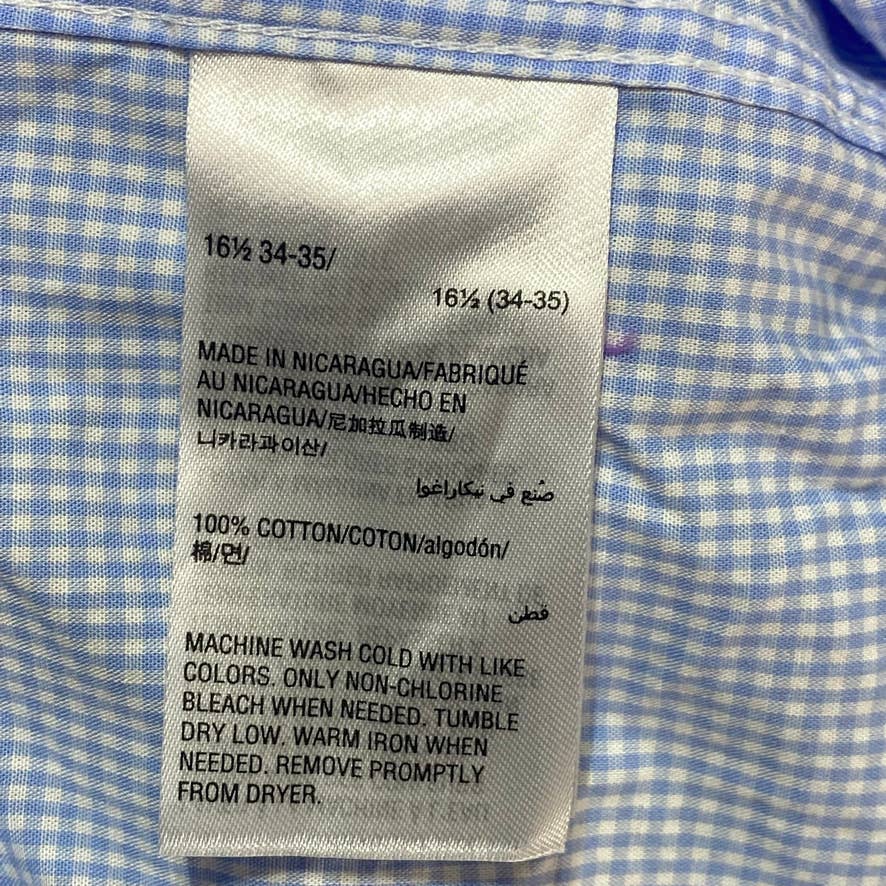 16½ 34-35/
16½ (34-35)
MADE IN NICARAGUA/FABRIQUÉ
AU NICARAGUA/HECHO EN
NICARAGUA/尼加拉瓜制造/
니카라과이산/
صُنع في نيكاراغوا
100% COTTON/COTON/algodón/
棉/면/
قطن
MACHINE WASH COLD WITH LIKE
COLORS. ONLY NON-CHLORINE
BLEACH WHEN NEEDED. TUMBLE
DRY LOW. WARM IRON WHEN
NEEDED. REMOVE PROMPTLY
FROM DRYER.